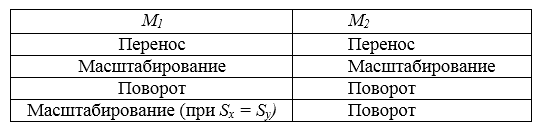 M1 M2
Перенос Перенос
Масштабирование Масштабирование
Поворот Поворот
Масштабирование (при Sx = Sy) Поворот